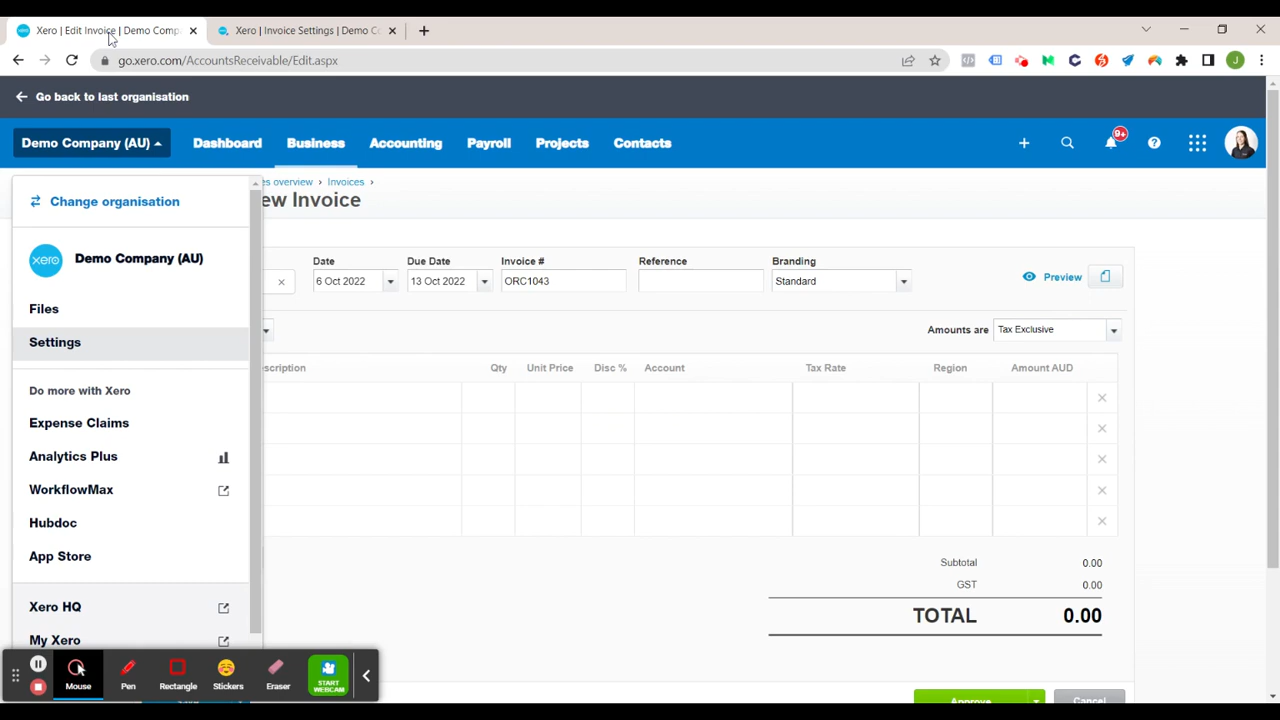 Xero | Edit Invoice | Demo Comp
Xero | Invoice Settings | Demo C
go.xero.com/AccountsReceivable/Edit.aspx
J
Go back to last organisation
Demo Company (AU)
Dashboard
Business
Accounting
Payroll
Projects
Contacts
9+
Change organisation
es overview › Invoices ›
ew Invoice
xero
Demo Company (AU)
Files
Settings
Do more with Xero
Expense Claims
Analytics Plus
WorkflowMax
Hubdoc
App Store
Xero HQ
My Xero
Date
Due Date
Invoice #
Reference
Branding
6 Oct 2022
13 Oct 2022
ORC1043
Standard
Preview
Amounts are
Tax Exclusive
scription
Qty
Unit Price
Disc %
Account
Tax Rate
Region
Amount AUD
Subtotal
0.00
GST
0.00
TOTAL
0.00
Approve
Cancel
Mouse
Pen
Rectangle
Stickers
Eraser
START
WEBCAM